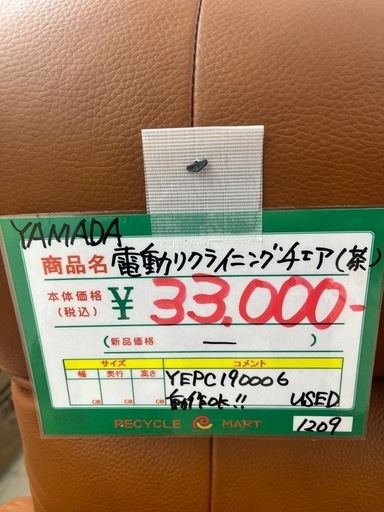 YAMADA
商品名 電動リクライニングチェア(茶)
本体価格 (税込) ¥33,000-
(新品価格 ー )
サイズ コメント
幅 奥行 高さ YEPC190006
CM CM CM 動作OK!! USED
RECYCLE MART 1209